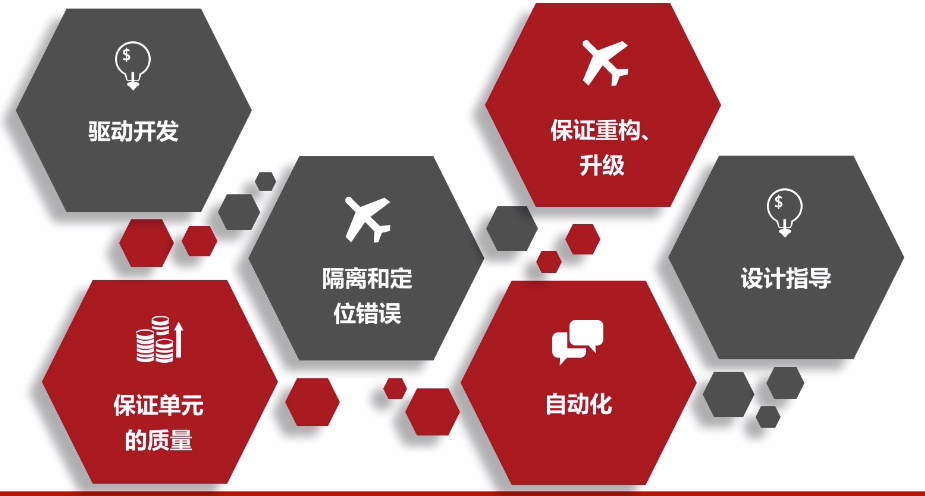 驱动开发
保证单元
的质量
隔离和定
位错误
保证重构、
升级
自动化
设计指导